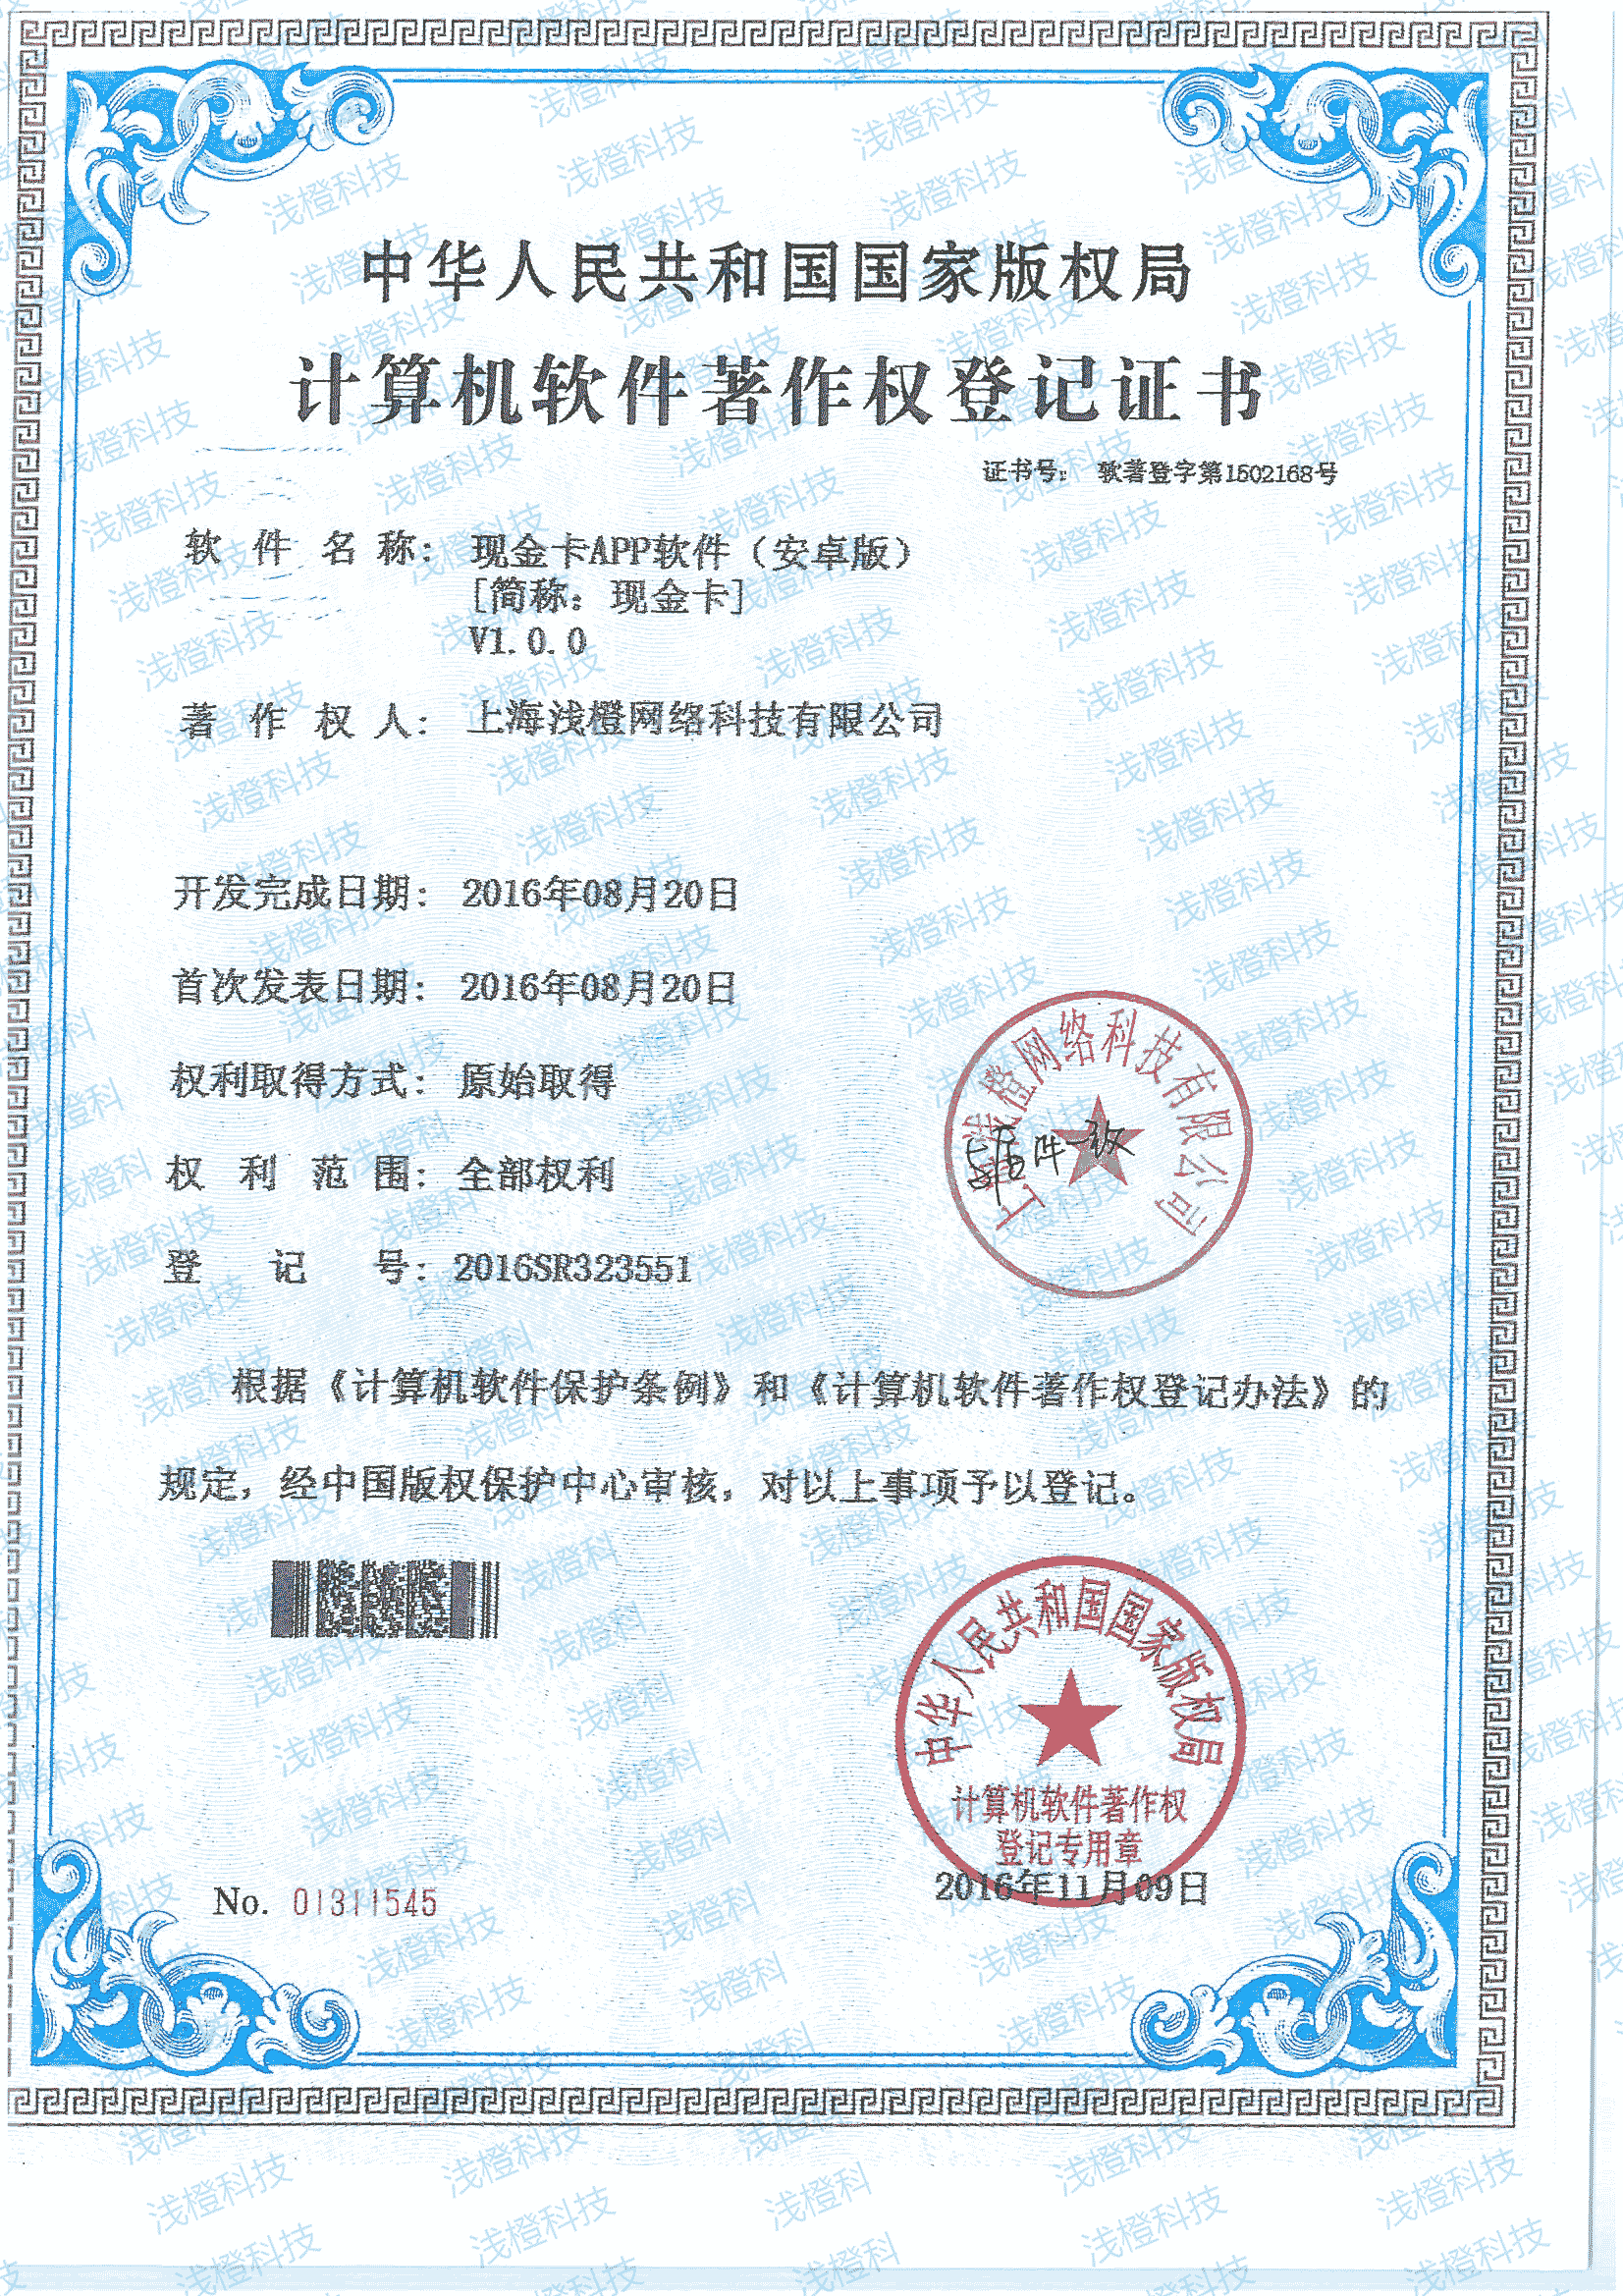 中华人民共和国国家版权局
计算机软件著作权登记证书
证书号： 软著登字第1502168号
软件名称： 现金卡APP软件（安卓版）
[简称：现金卡]
V1.0.0
著作权人： 上海浅橙网络科技有限公司
开发完成日期： 2016年08月20日
首次发表日期： 2016年08月20日
权利取得方式： 原始取得
权利范围： 全部权利
登记号： 2016SR323551
上海浅橙网络科技有限公司
件一致
根据《计算机软件保护条例》和《计算机软件著作权登记办法》的
规定，经中国版权保护中心审核，对以上事项予以登记。
中华人民共和国国家版权局
计算机软件著作权
登记专用章
2016年11月09日
No. 01311545
浅橙科技